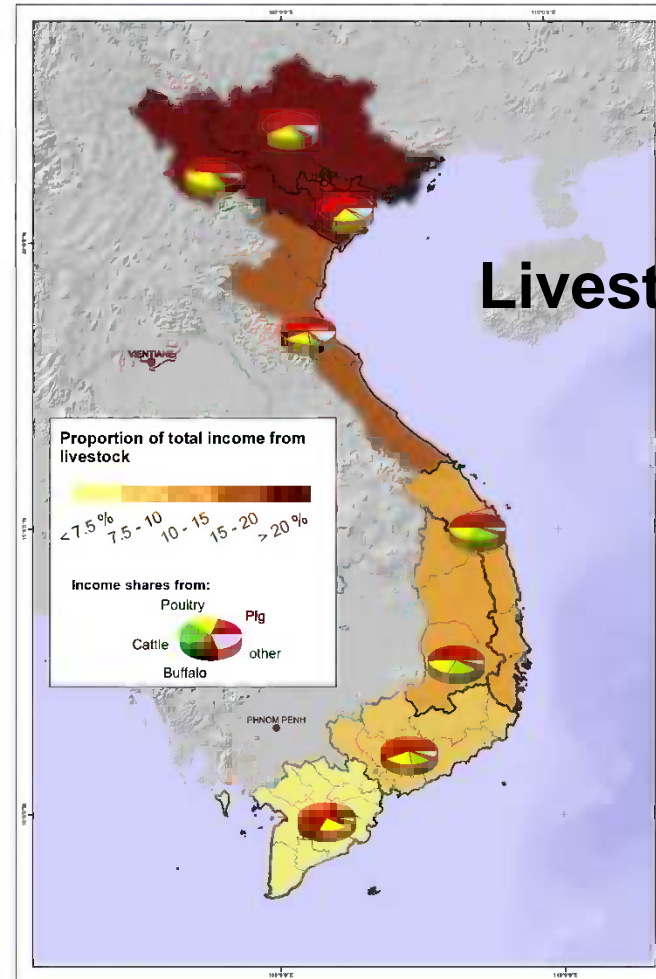 Livest
VIENTIANE
Proportion of total income from
livestock
< 7.5 %
7.5 - 10
10 - 15
15 - 20
> 20 %
Income shares from:
Poultry
Pig
Cattle
other
Buffalo
PHNOM PENH